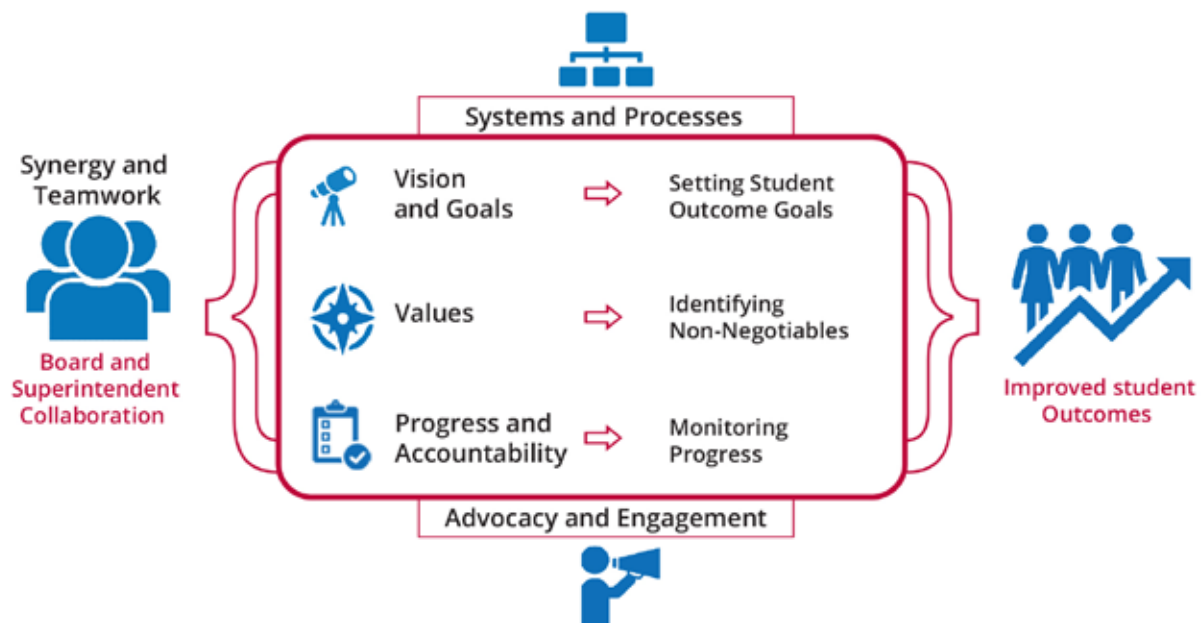 Systems and Processes
Synergy and
Teamwork
Board and
Superintendent
Collaboration
Vision
and Goals
Setting Student
Outcome Goals
Values
Identifying
Non-Negotiables
Progress and
Accountability
Monitoring
Progress
Improved student
Outcomes
Advocacy and Engagement